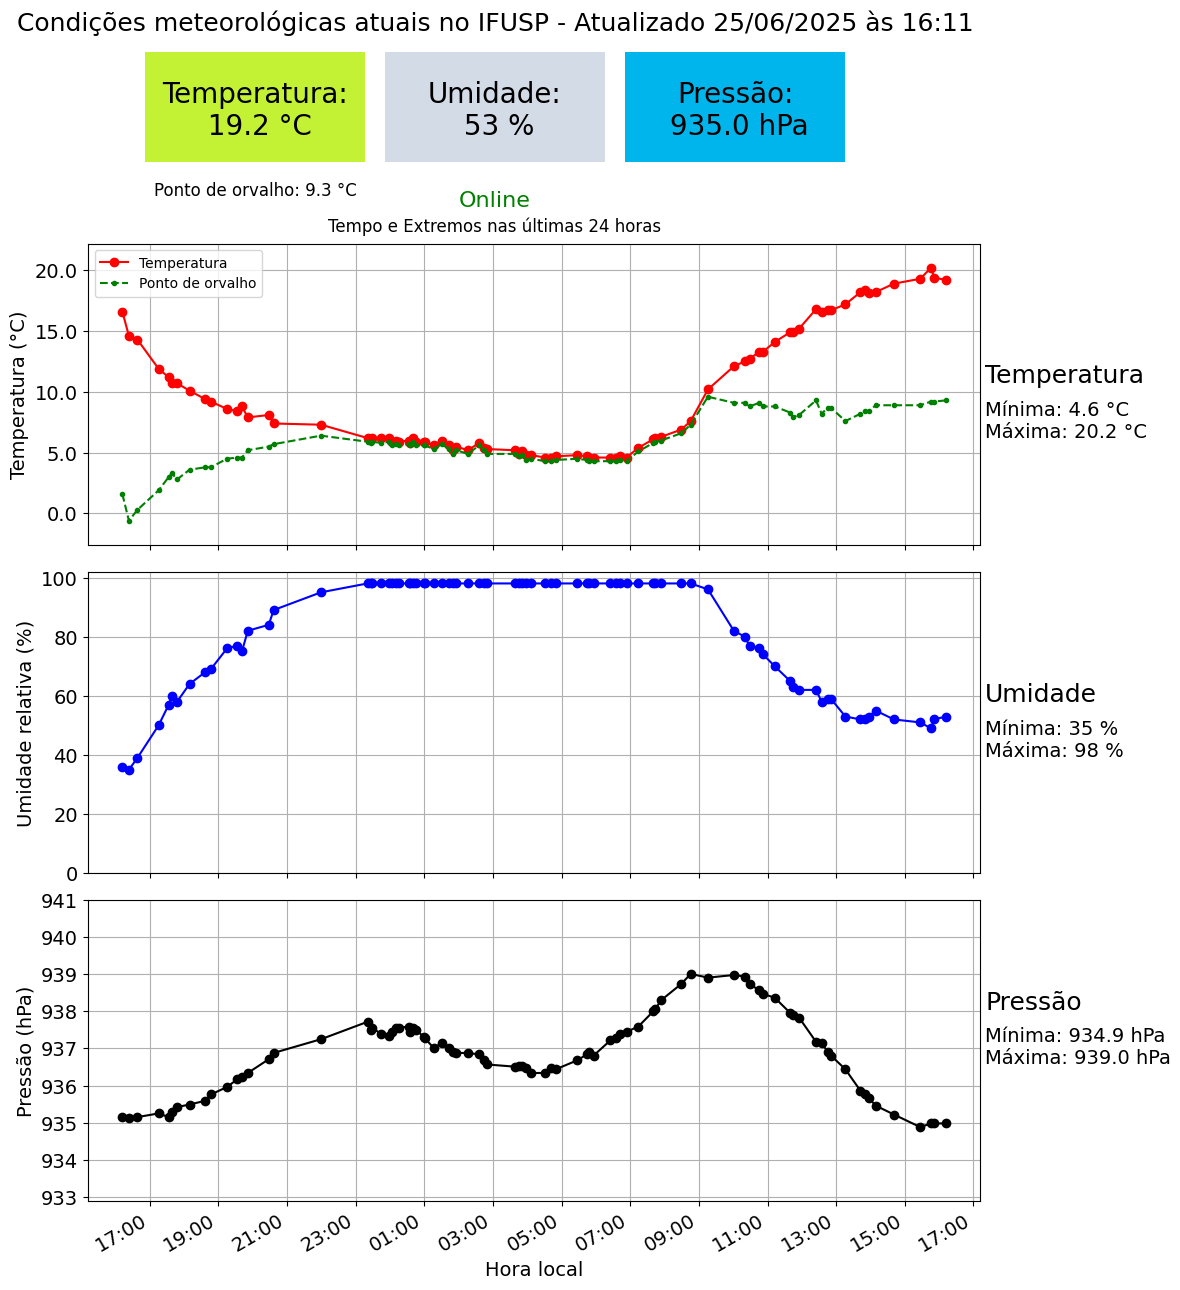 Condições meteorológicas atuais no IFUSP - Atualizado 25/06/2025 às 16:11
Temperatura:
19.2 °C
Umidade:
53 %
Pressão:
935.0 hPa
Ponto de orvalho: 9.3 °C
Online
Tempo e Extremos nas últimas 24 horas
Temperatura
Ponto de orvalho
Temperatura (°C)
20.0
15.0
10.0
5.0
0.0
Temperatura
Mínima: 4.6 °C
Máxima: 20.2 °C
Umidade relativa (%)
100
80
60
40
20
0
Umidade
Mínima: 35 %
Máxima: 98 %
Pressão (hPa)
941
940
939
938
937
936
935
934
933
Pressão
Mínima: 934.9 hPa
Máxima: 939.0 hPa
17:00 19:00 21:00 23:00 01:00 03:00 05:00 07:00 09:00 11:00 13:00 15:00 17:00
Hora local